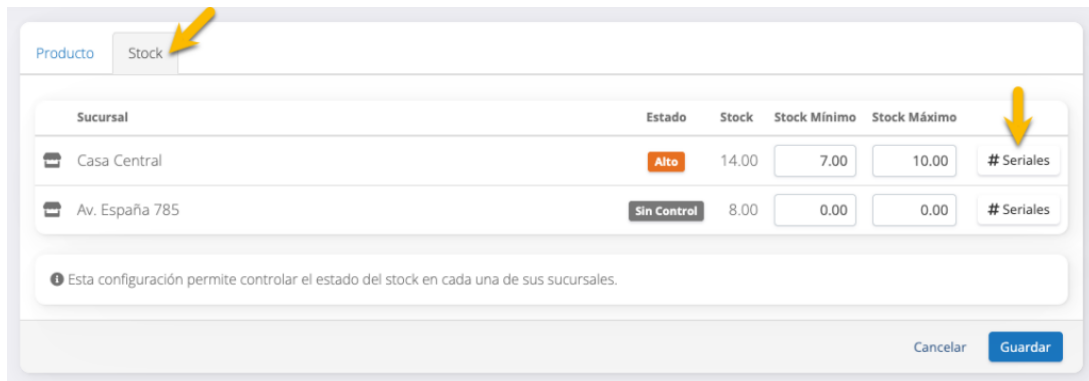 Producto Stock
Sucursal Estado Stock Stock Mínimo Stock Máximo
Casa Central Alto 14.00 7.00 10.00 # Seriales
Av. España 785 Sin Control 8.00 0.00 0.00 # Seriales
Esta configuración permite controlar el estado del stock en cada una de sus sucursales.
Cancelar Guardar